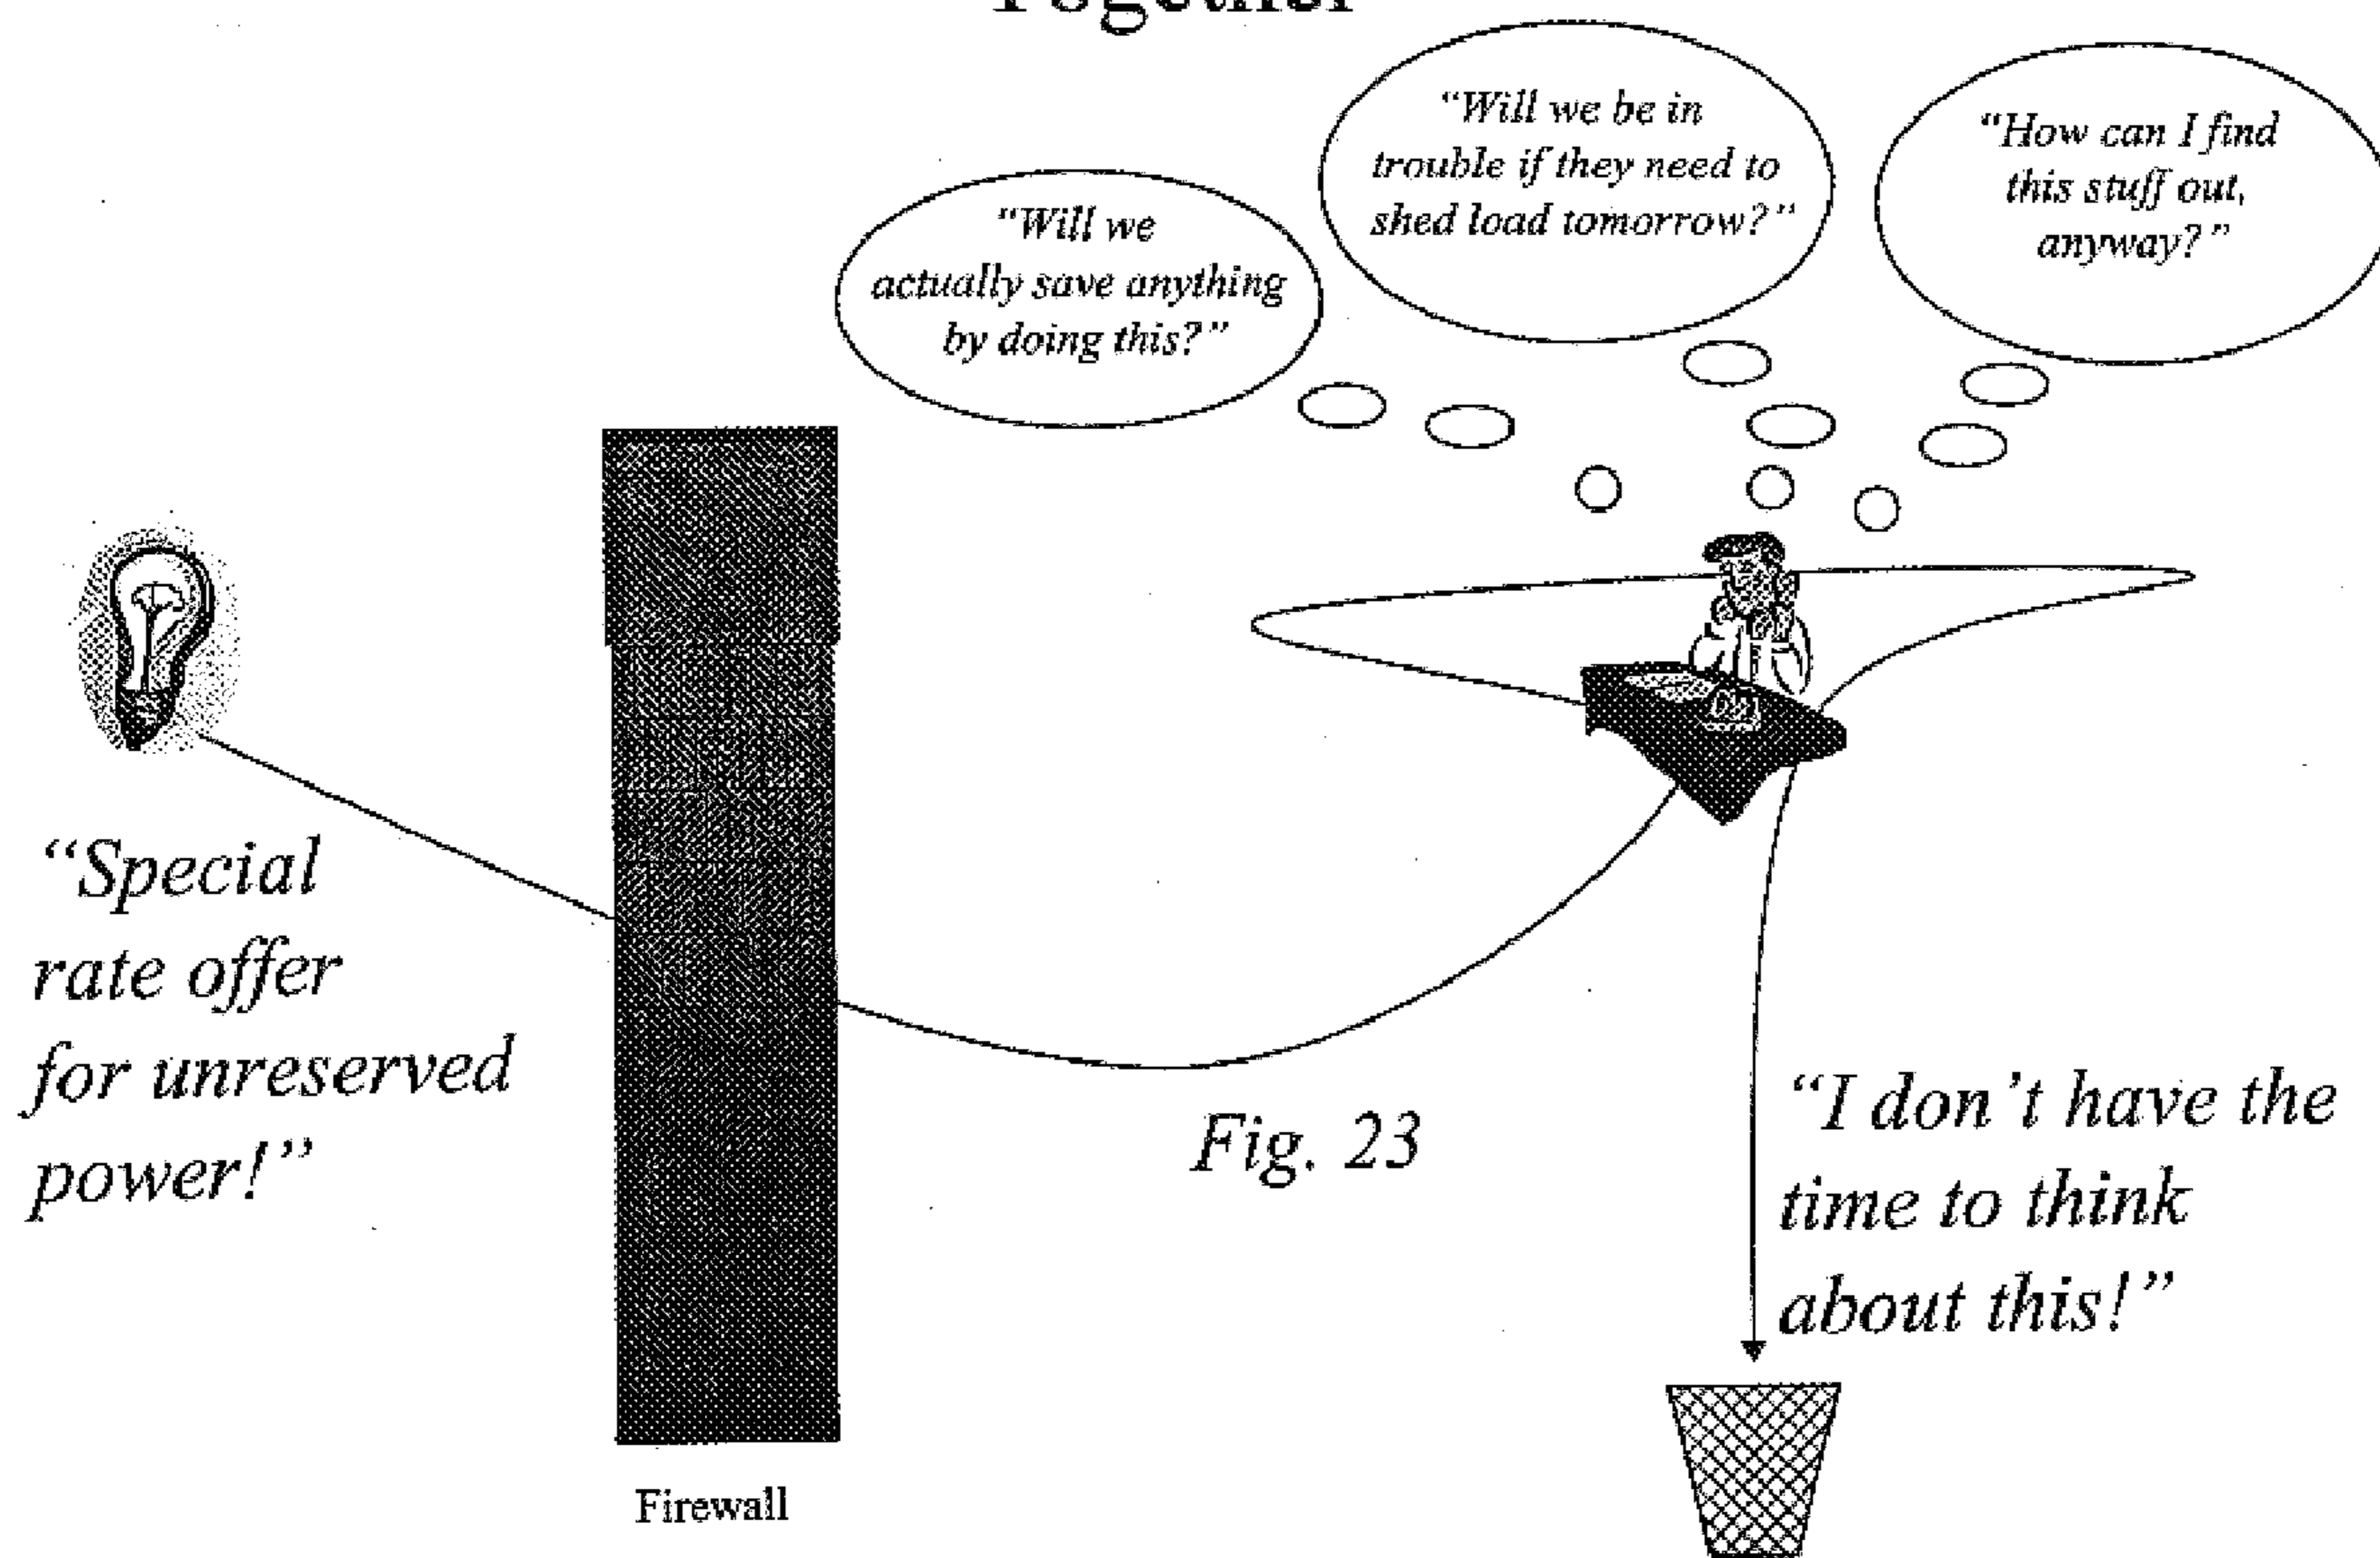 Together
"Will we
actually save anything
by doing this?"
"Will we be in
trouble if they need to
shed load tomorrow?"
"How can I find
this stuff out,
anyway?"
"Special
rate offer
for unreserved
power!"
Fig. 23
"I don't have the
time to think
about this!"
Firewall